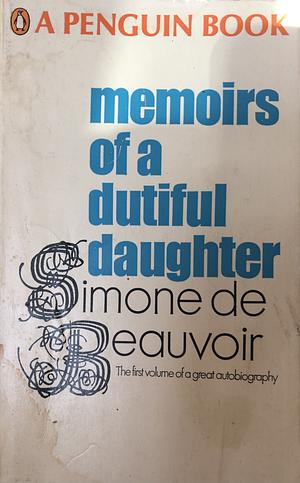 A PENGUIN BOOK
memoirs
of a
dutiful
daughter
Simone de
Beauvoir
The first volume of a great autobiography